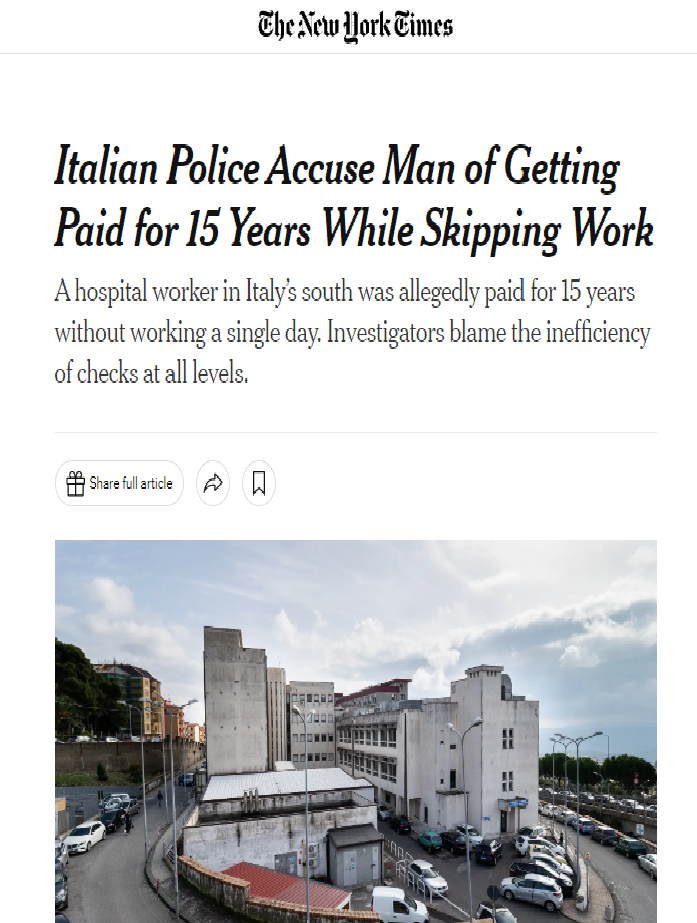 The New York Times
Italian Police Accuse Man of Getting
Paid for 15 Years While Skipping Work
A hospital worker in Italy's south was allegedly paid for 15 years
without working a single day. Investigators blame the inefficiency
of checks at all levels.
Share full article